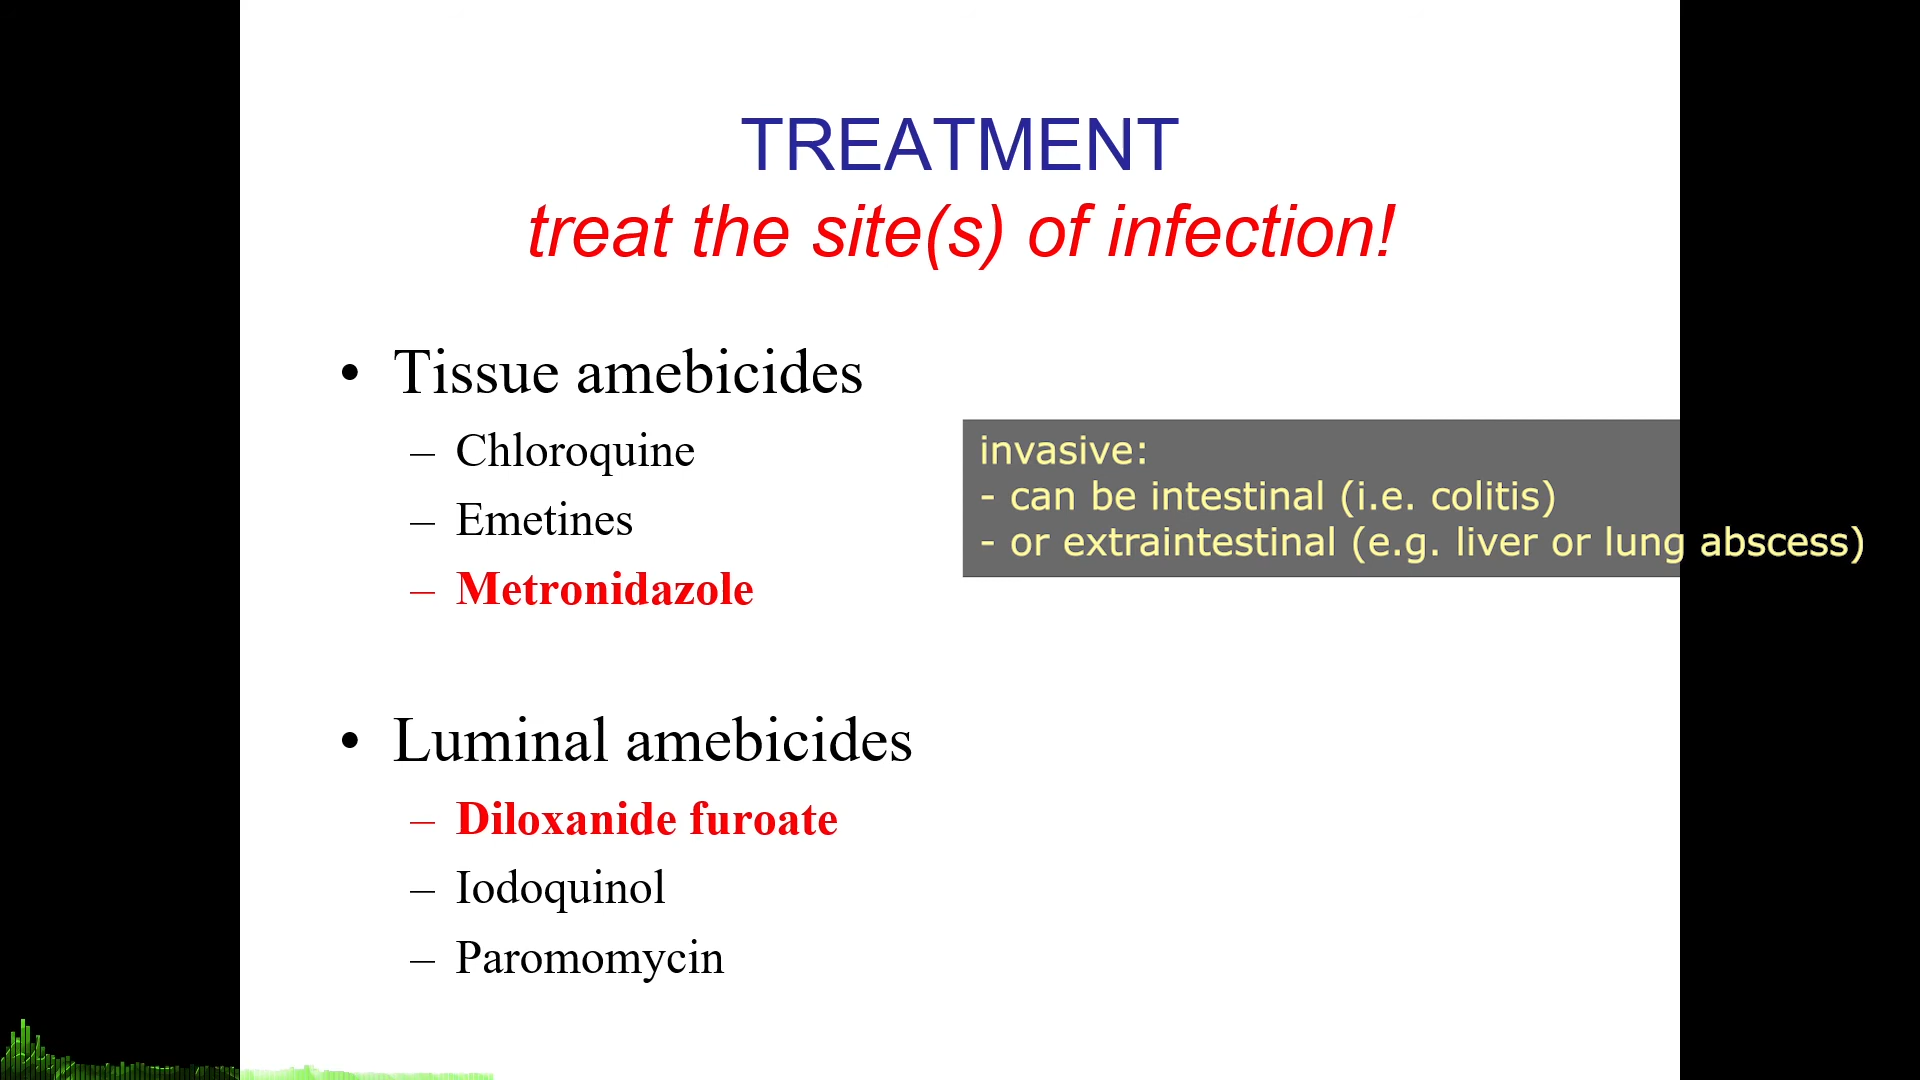 TREATMENT
treat the site(s) of infection!
• Tissue amebicides
– Chloroquine
– Emetines
– Metronidazole
invasive:
- can be intestinal (i.e. colitis)
- or extraintestinal (e.g. liver or lung abscess)
• Luminal amebicides
– Diloxanide furoate
– Iodoquinol
– Paromomycin